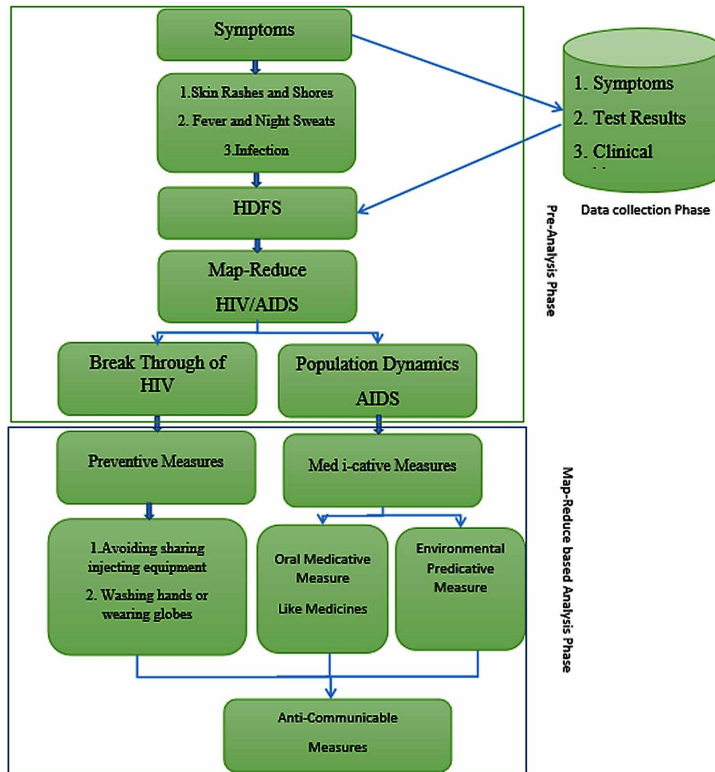 Symptoms
1.Skin Rashes and Shores
2. Fever and Night Sweats
3.Infection
HDFS
Map-Reduce
HIV/AIDS
Break Through of
HIV
Population Dynamics
AIDS
1. Symptoms
2. Test Results
3. Clinical
Data collection Phase
Pre-Analysis Phase
Preventive Measures
Med i-cative Measures
1.Avoiding sharing
injecting equipment
2. Washing hands or
wearing globes
Oral Medicative
Measure
Like Medicines
Environmental
Predicative
Measure
Anti-Communicable
Measures
Map-Reduce based Analysis Phase